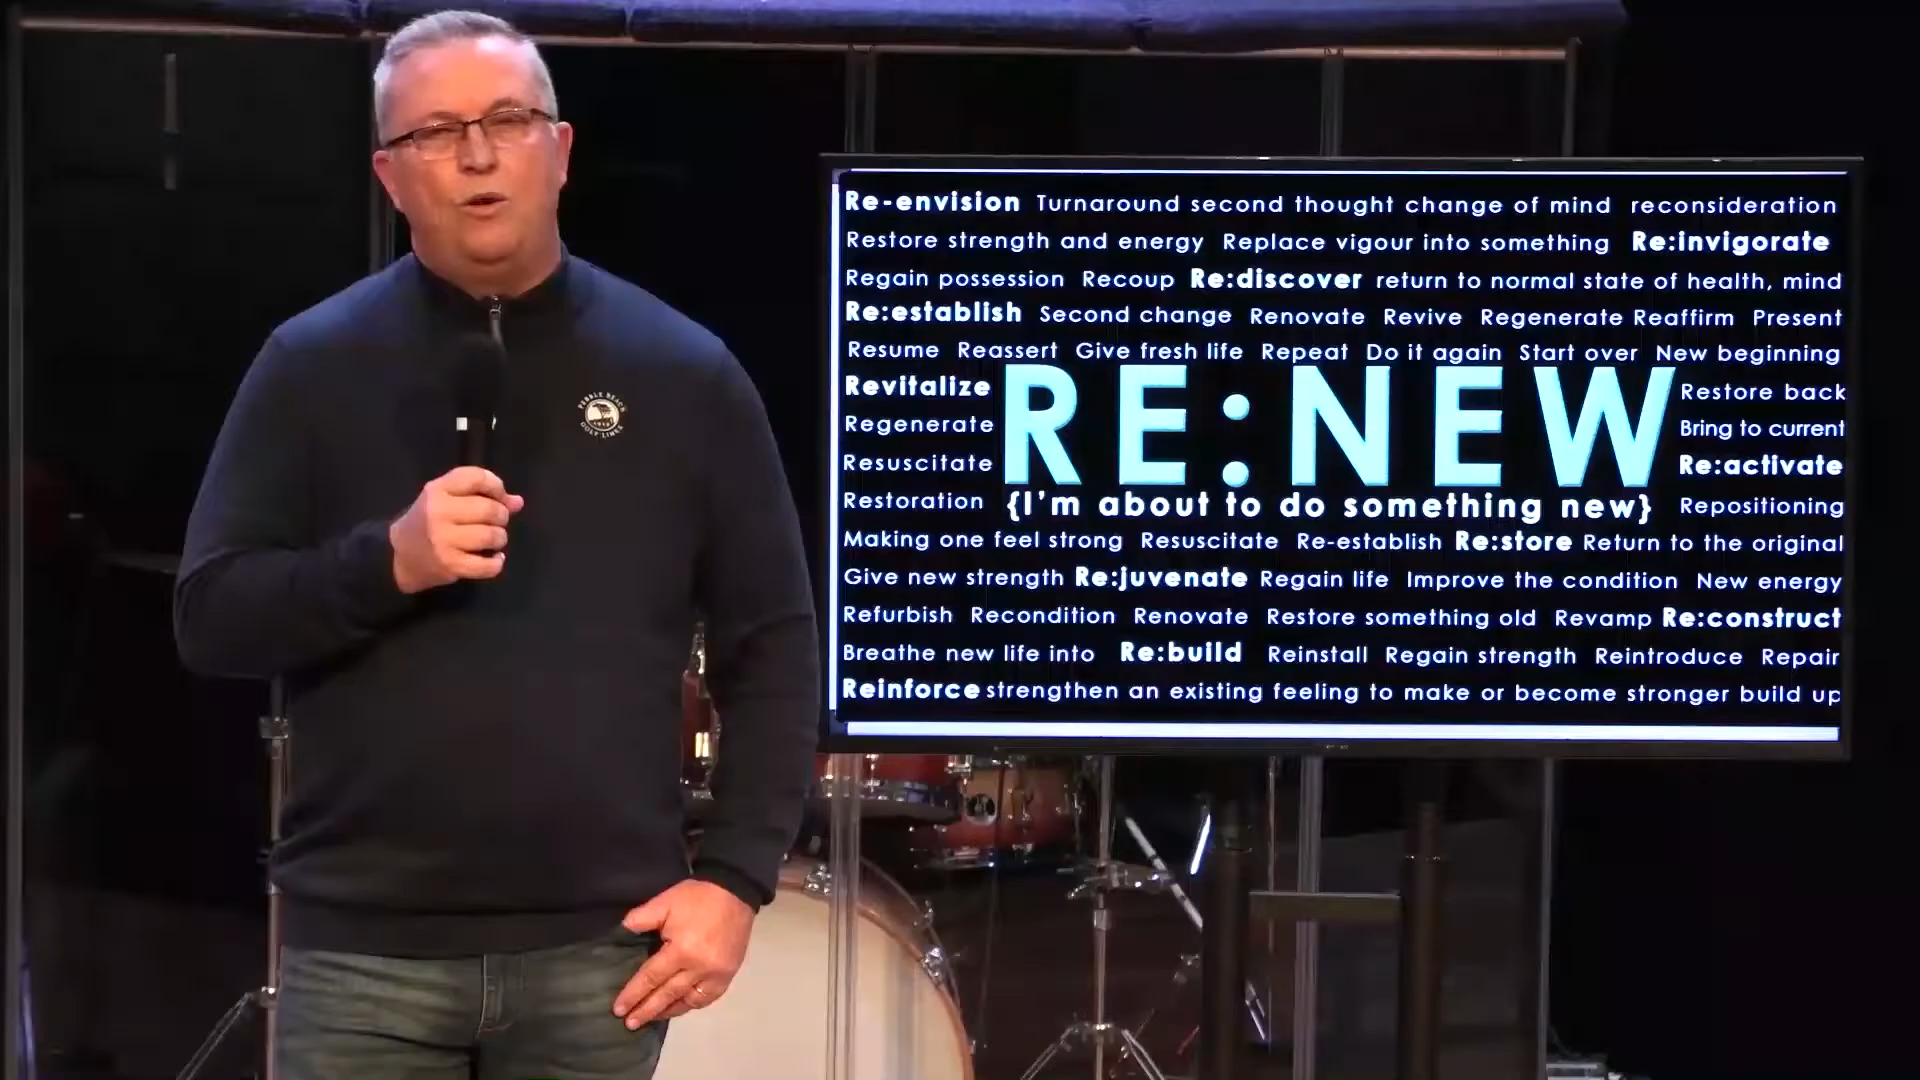 Re-envision Turnaround second thought change of mind reconsideration
Restore strength and energy Replace vigour into something Re:invigorate
Regain possession Recoup Re:discover return to normal state of health, mind
Re:establish Second change Renovate Revive Regenerate Reaffirm Present
Resume Reassert Give fresh life Repeat Do it again Start over New beginning
Revitalize
Regenerate
Resuscitate
Restoration
RE:NEW
{I'm about to do something new}
Restore back
Bring to current
Re:activate
Repositioning
Making one feel strong Resuscitate Re-establish Re:store Return to the original
Give new strength Re:juvenate Regain life Improve the condition New energy
Refurbish Recondition Renovate Restore something old Revamp Re:construct
Breathe new life into Re:build Reinstall Regain strength Reintroduce Repair
Reinforce strengthen an existing feeling to make or become stronger build up
PEBBLE BEACH
GOLF LINKS